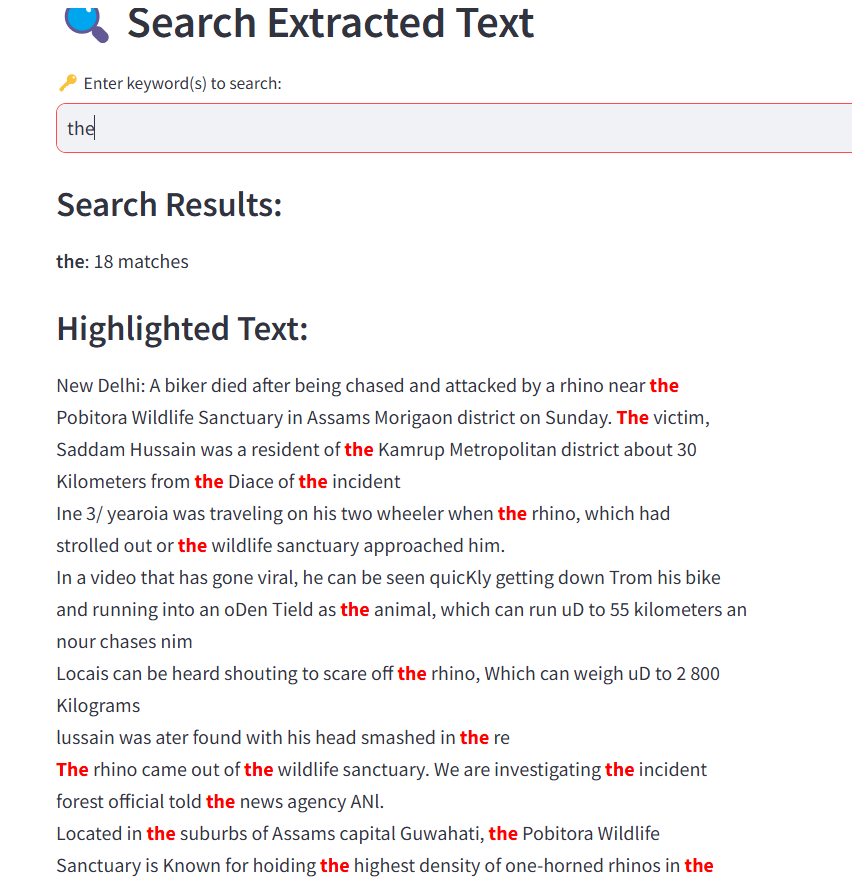 Search Extracted Text
Enter keyword(s) to search:
the
Search Results:
the: 18 matches
Highlighted Text:
New Delhi: A biker died after being chased and attacked by a rhino near the
Pobitora Wildlife Sanctuary in Assams Morigaon district on Sunday. The victim,
Saddam Hussain was a resident of the Kamrup Metropolitan district about 30
Kilometers from the Diace of the incident
Ine 3/ yearoia was traveling on his two wheeler when the rhino, which had
strolled out or the wildlife sanctuary approached him.
In a video that has gone viral, he can be seen quicKly getting down Trom his bike
and running into an oDen Tield as the animal, which can run uD to 55 kilometers an
nour chases nim
Locais can be heard shouting to scare off the rhino, Which can weigh uD to 2 800
Kilograms
lussain was ater found with his head smashed in the re
The rhino came out of the wildlife sanctuary. We are investigating the incident
forest official told the news agency ANl.
Located in the suburbs of Assams capital Guwahati, the Pobitora Wildlife
Sanctuary is Known for hoiding the highest density of one-horned rhinos in the